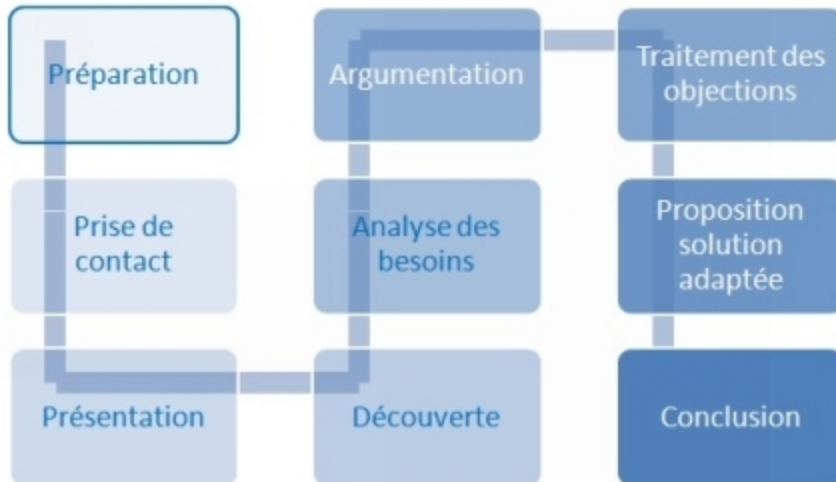 Préparation
Prise de
contact
Présentation
Découverte
Analyse des
besoins
Argumentation
Traitement des
objections
Proposition
solution
adaptée
Conclusion